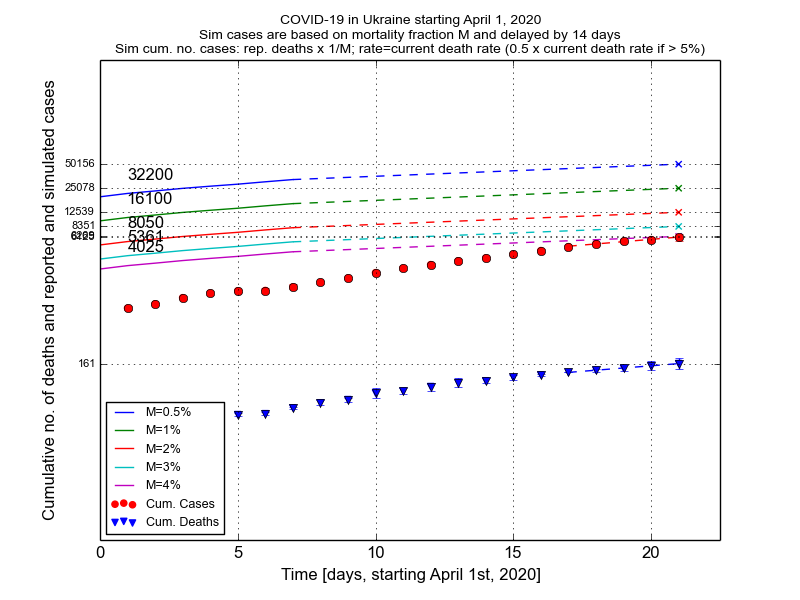 COVID-19 in Ukraine starting April 1, 2020
Sim cases are based on mortality fraction M and delayed by 14 days
Sim cum. no. cases: rep. deaths x 1/M; rate=current death rate (0.5 x current death rate if > 5%)
Cumulative no. of deaths and reported and simulated cases
50156
25078
12539
8351
161
32200
16100
8050
5361
4025
M=0.5%
M=1%
M=2%
M=3%
M=4%
Cum. Cases
Cum. Deaths
0 5 10 15 20
Time [days, starting April 1st, 2020]